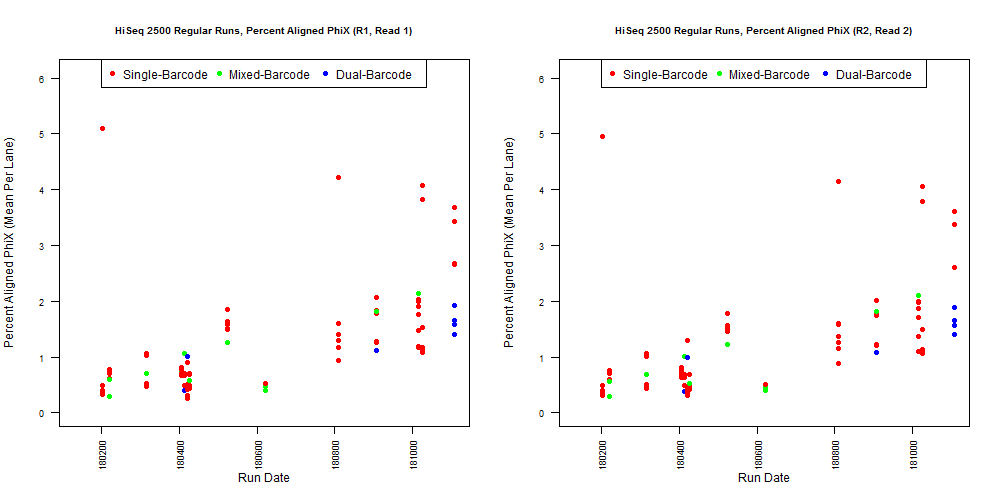 HiSeq 2500 Regular Runs, Percent Aligned PhiX (R1, Read 1)
Single-Barcode Mixed-Barcode Dual-Barcode
Percent Aligned PhiX (Mean Per Lane)
6
5
4
3
2
1
0
180200 180400 180600 180800 181000
Run Date
HiSeq 2500 Regular Runs, Percent Aligned PhiX (R2, Read 2)
Single-Barcode Mixed-Barcode Dual-Barcode
Percent Aligned PhiX (Mean Per Lane)
6
5
4
3
2
1
0
180200 180400 180600 180800 181000
Run Date